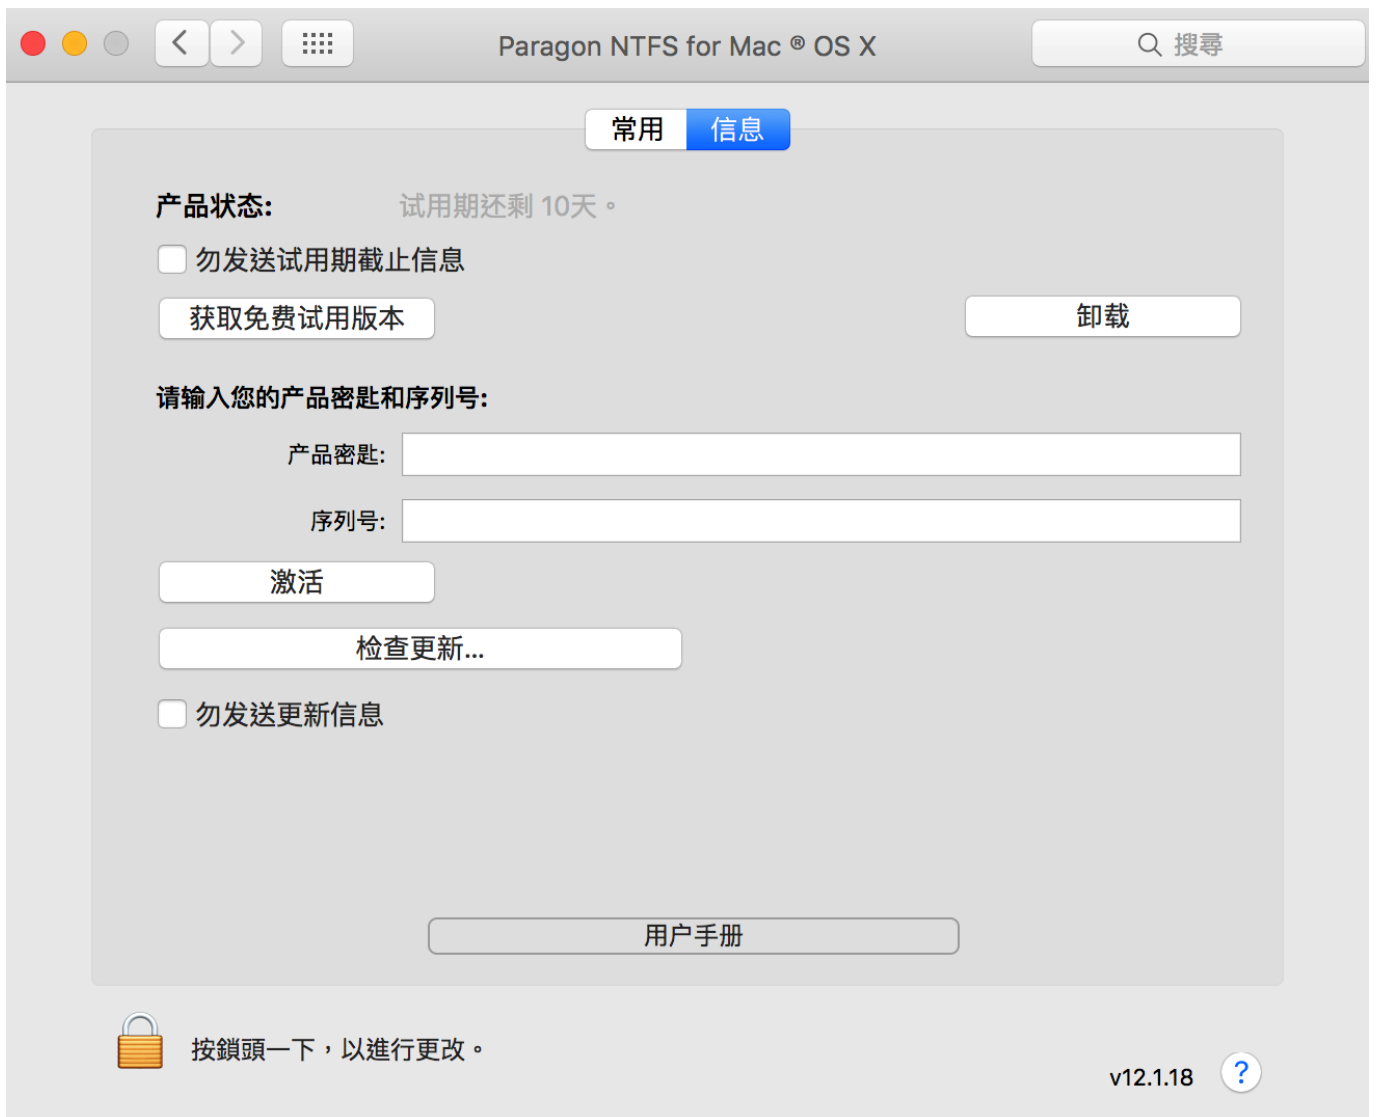 Paragon NTFS for Mac ® OS X
搜尋
常用 信息
产品状态: 试用期还剩 10天。
勿发送试用期截止信息
获取免费试用版本 卸载
请输入您的产品密匙和序列号:
产品密匙:
序列号:
激活
检查更新...
勿发送更新信息
用户手册
按鎖頭一下，以進行更改。
v12.1.18 ?